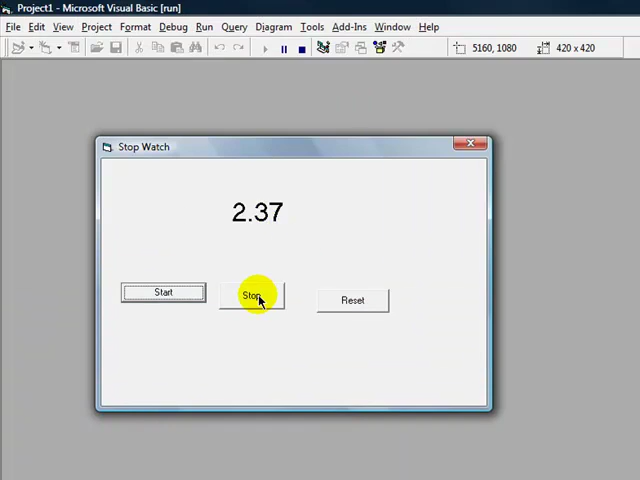 Project1 - Microsoft Visual Basic [run]
File Edit View Project Format Debug Run Query Diagram Tools Add-Ins Window Help
5160, 1080 420 x 420
Stop Watch
2.37
Start Stop Reset